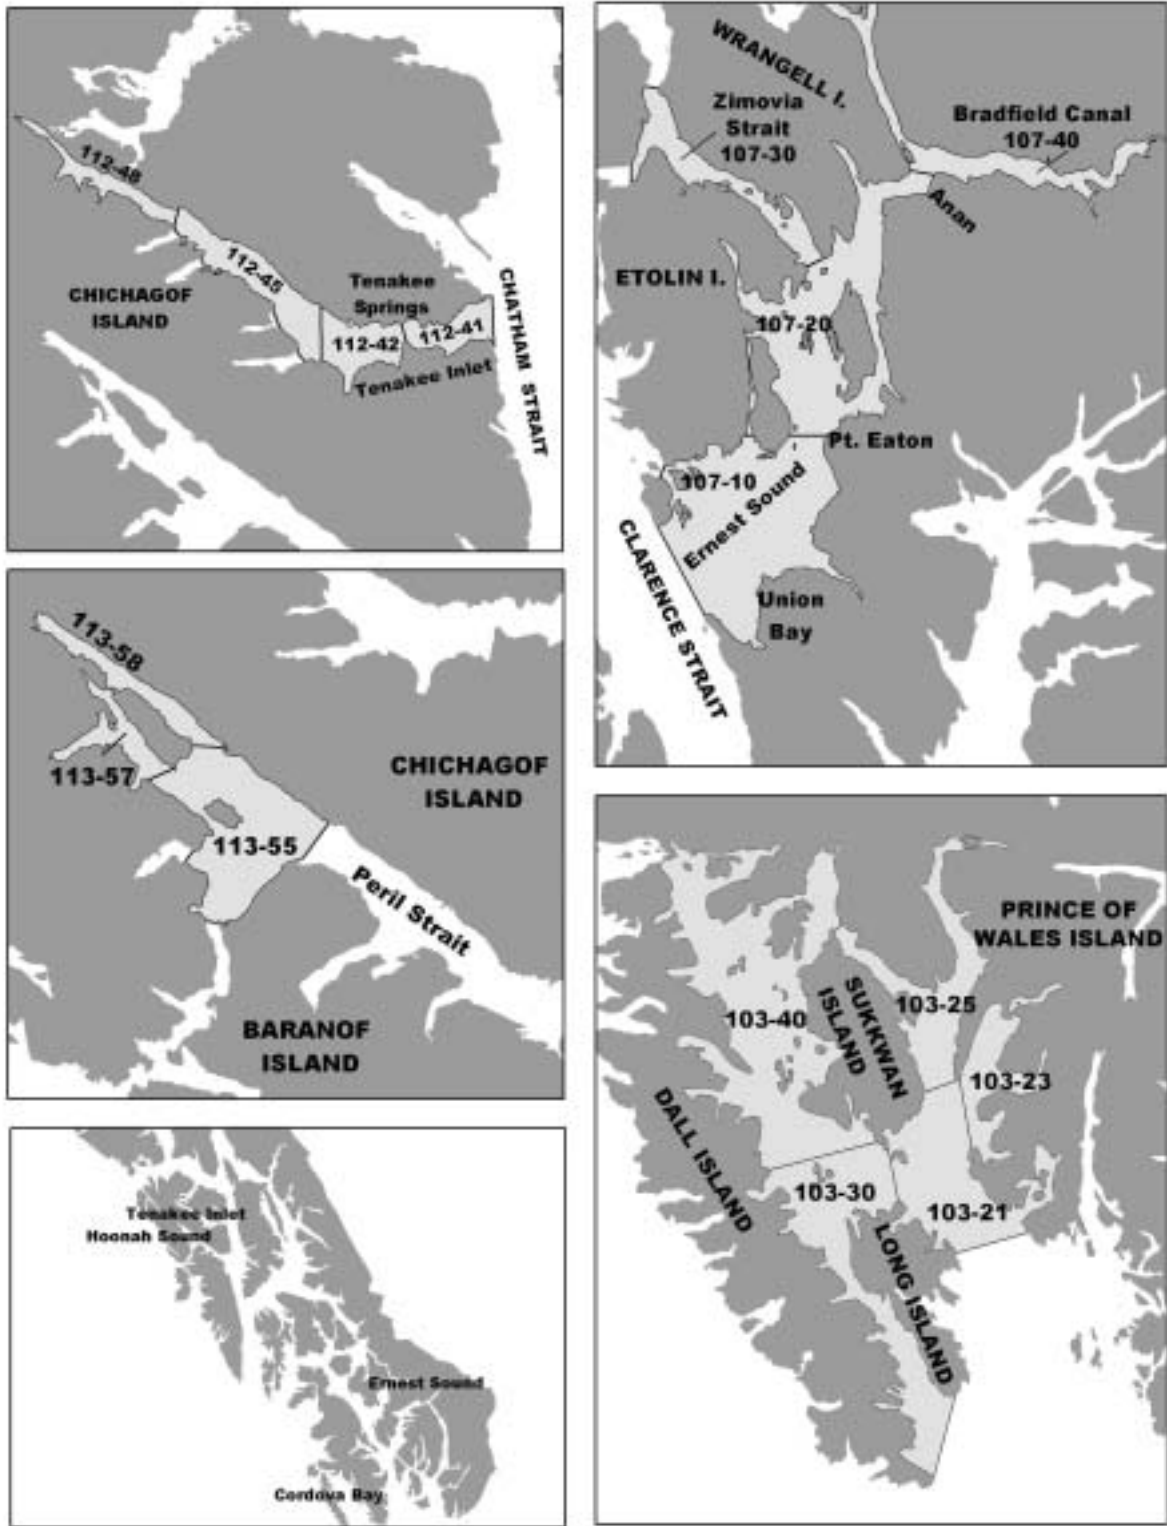 112-48
112-45
CHICHAGOF
ISLAND
Tenakee
Springs
112-42
112-41
Tenakee Inlet
CHATHAM STRAIT
WRANGELL I.
Zimovia
Strait
107-30
Bradfield Canal
107-40
Anan
ETOLIN I.
107-20
Pt. Eaton
107-10
Ernest Sound
Union
Bay
CLARENCE STRAIT
113-58
113-57
CHICHAGOF
ISLAND
113-55
Peril Strait
BARANOF
ISLAND
PRINCE OF
WALES ISLAND
103-25
103-40
SUKKWAN
ISLAND
103-23
DALL ISLAND
103-30
103-21
LONG ISLAND
Tenakee Inlet
Hoonah Sound
Ernest Sound
Cordova Bay